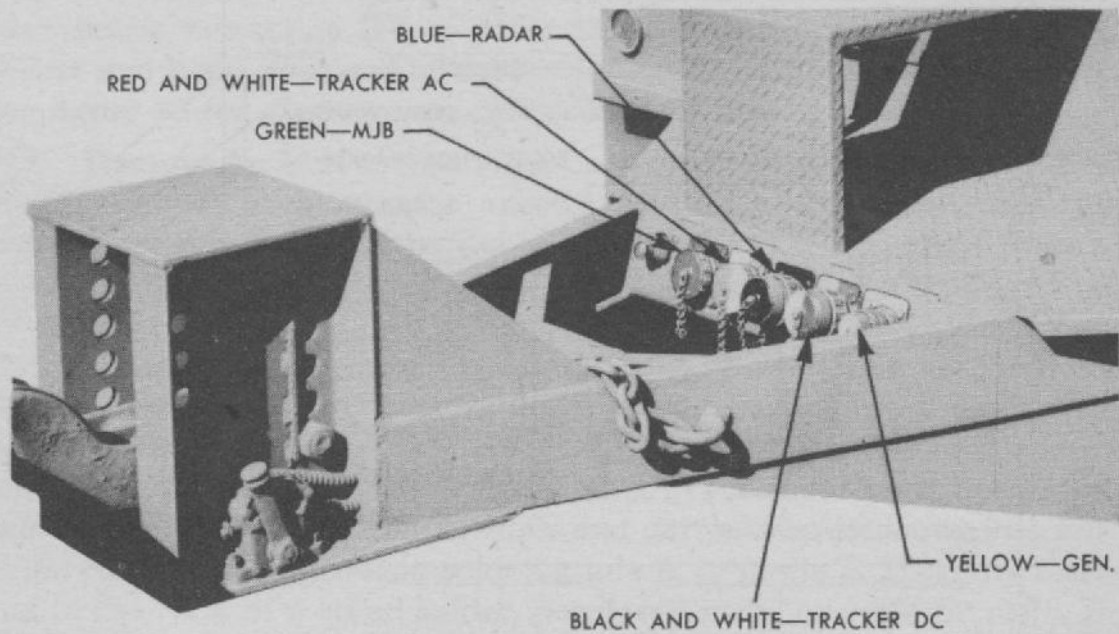 BLUE—RADAR
RED AND WHITE—TRACKER AC
GREEN—MJB
YELLOW—GEN.
BLACK AND WHITE—TRACKER DC